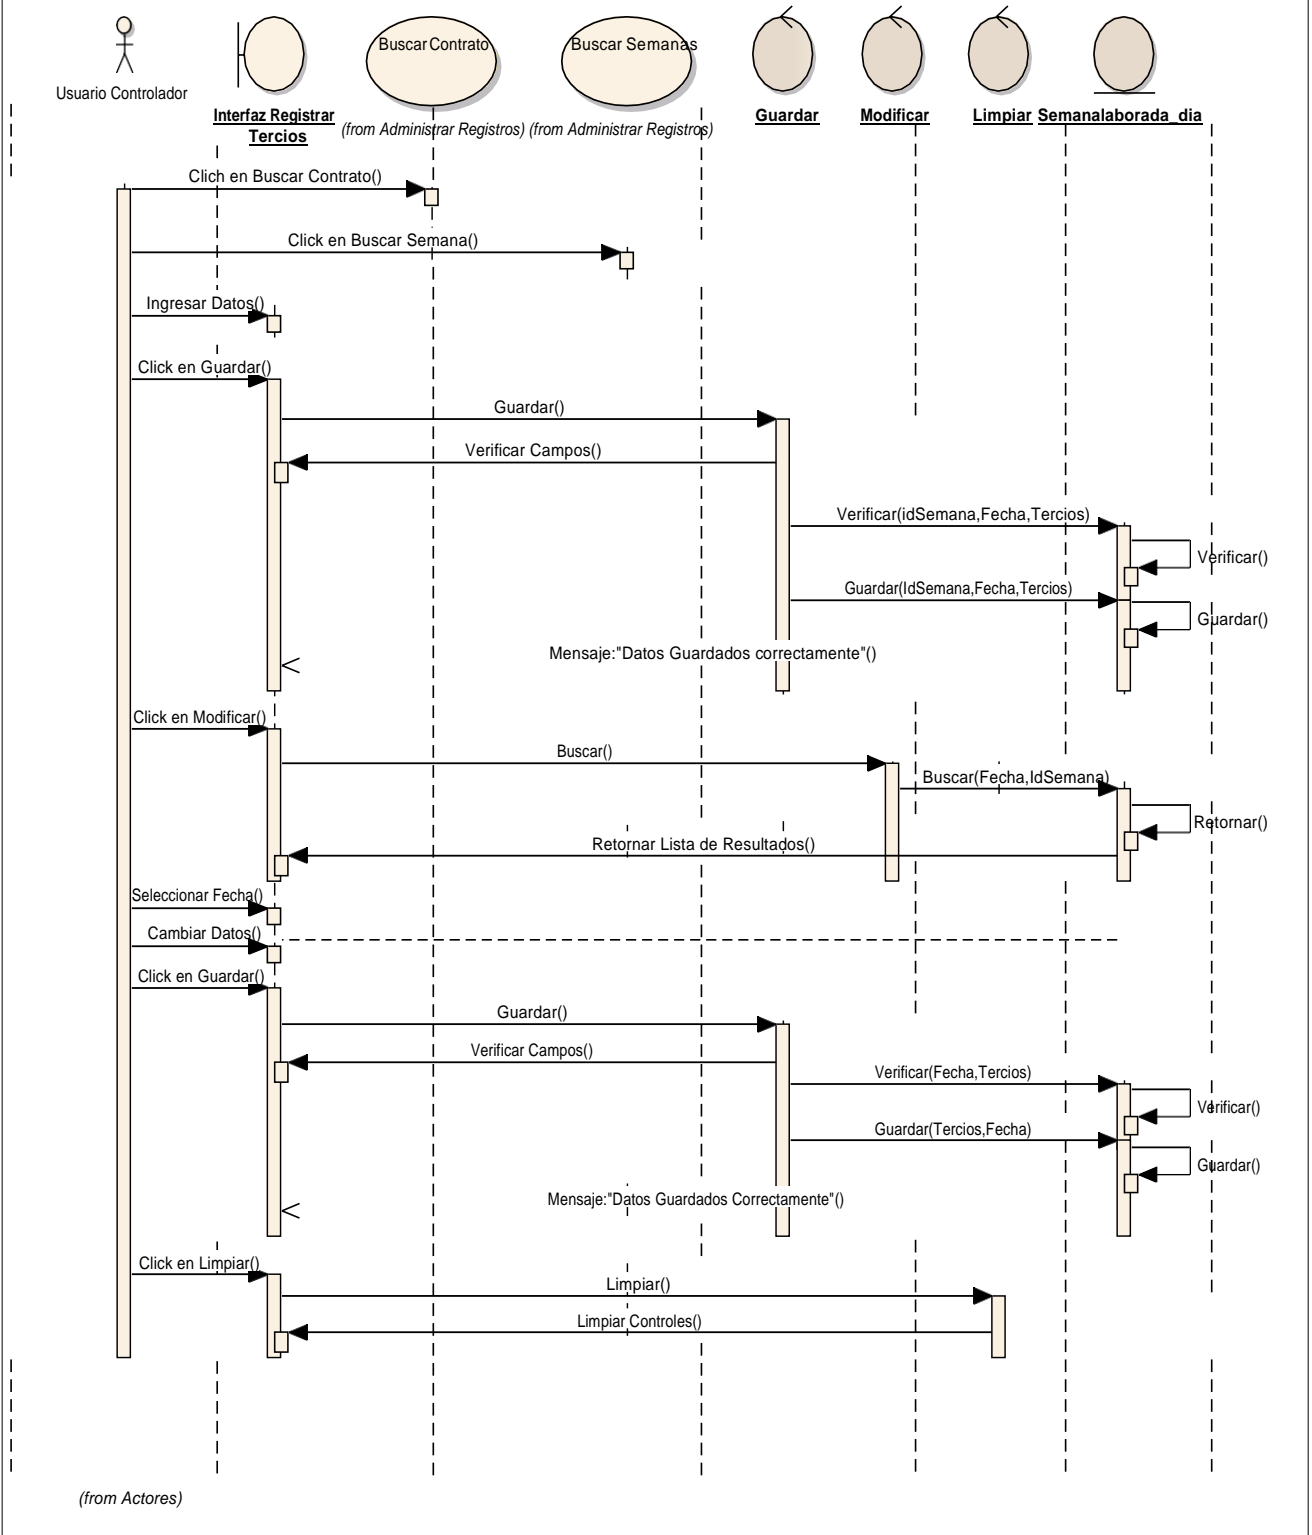 Buscar Contrato
Buscar Semanas
Usuario Controlador
Interfaz Registrar
Tercios
(from Administrar Registros)
(from Administrar Registros)
Guardar
Modificar
Limpiar
Semanalaborada_dia
Clich en Buscar Contrato()
Click en Buscar Semana()
Ingresar Datos()
Click en Guardar()
Guardar()
Verificar Campos()
Verificar(idSemana,Fecha,Tercios)
Verificar()
Guardar(IdSemana,Fecha,Tercios)
Guardar()
Mensaje:"Datos Guardados correctamente"()
Click en Modificar()
Buscar()
Buscar(Fecha,IdSemana)
Retornar()
Retornar Lista de Resultados()
Seleccionar Fecha()
Cambiar Datos()
Click en Guardar()
Guardar()
Verificar Campos()
Verificar(Fecha,Tercios)
Verificar()
Guardar(Tercios,Fecha)
Guardar()
Mensaje:"Datos Guardados Correctamente"()
Click en Limpiar()
Limpiar()
Limpiar Controles()
(from Actores)